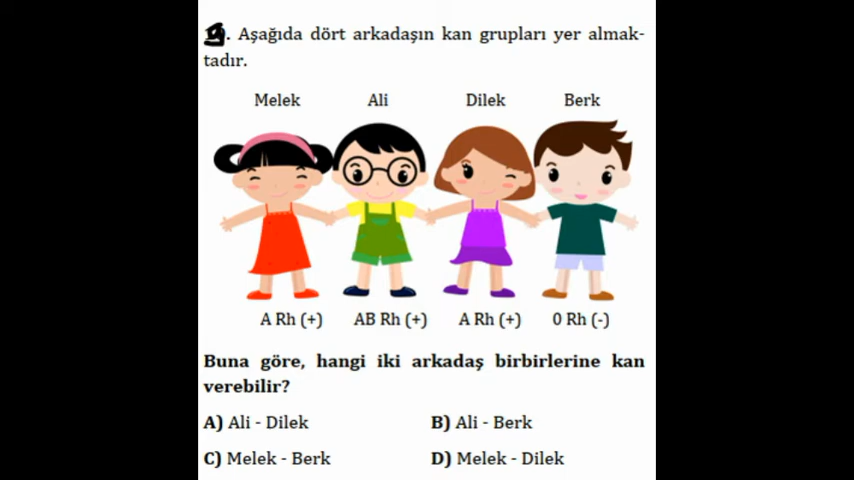 . Aşağıda dört arkadaşın kan grupları yer almak-
tadır.
Melek Ali Dilek Berk
A Rh (+) AB Rh (+) A Rh (+) 0 Rh (-)
Buna göre, hangi iki arkadaş birbirlerine kan
verebilir?
A) Ali - Dilek B) Ali - Berk
C) Melek - Berk D) Melek - Dilek